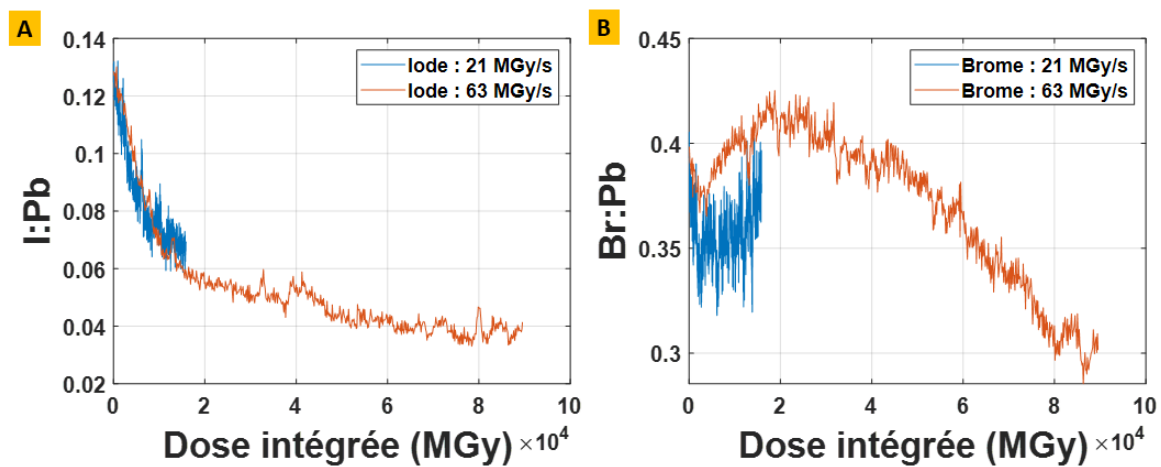 A
0.14
0.12
0.1
0.08
0.06
0.04
0.02
I:Pb
Iode : 21 MGy/s
Iode : 63 MGy/s
0 2 4 6 8 10
Dose intégrée (MGy) ×10⁴
B
0.45
0.4
0.35
0.3
Br:Pb
Brome : 21 MGy/s
Brome : 63 MGy/s
0 2 4 6 8 10
Dose intégrée (MGy) ×10⁴